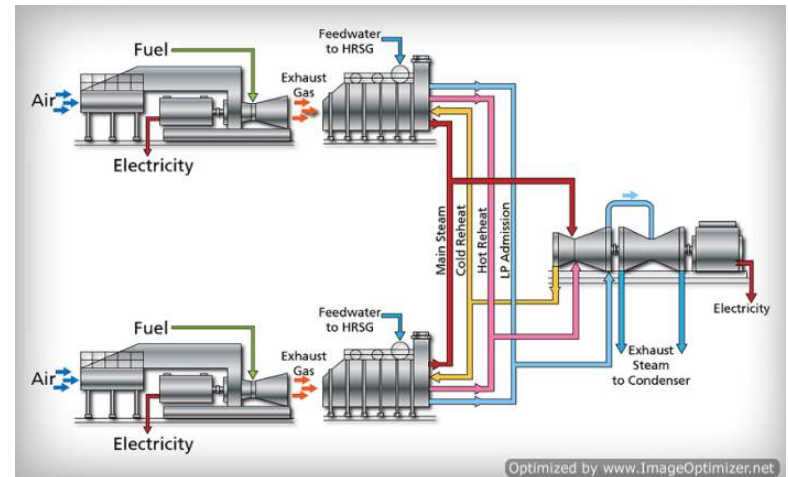 Fuel
Air
Electricity
Exhaust
Gas
Feedwater
to HRSG
Main Steam
Cold Reheat
Hot Reheat
LP Admission
Electricity
Exhaust
Steam
to Condenser
Feedwater
to HRSG
Fuel
Exhaust
Gas
Air
Electricity
Optimized by www.ImageOptimizer.net